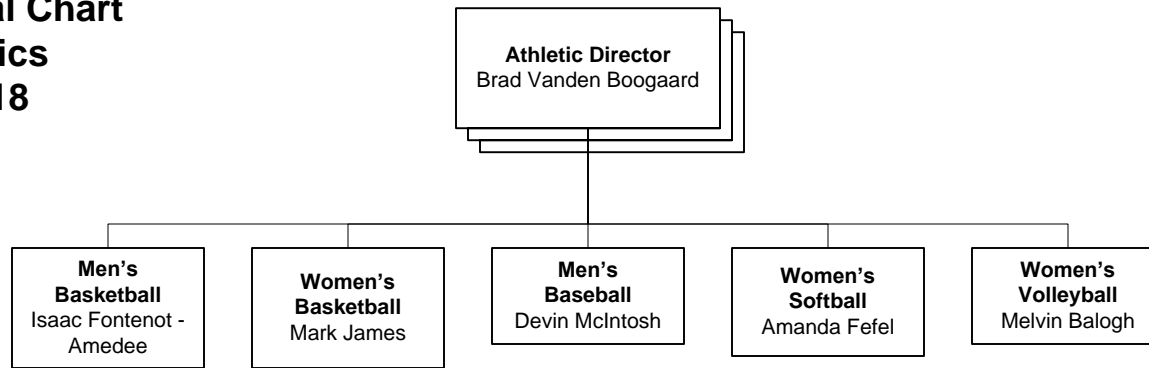 al Chart
ics
18
Athletic Director
Brad Vanden Boogaard
Men's
Basketball
Isaac Fontenot -
Amedee
Women's
Basketball
Mark James
Men's
Baseball
Devin McIntosh
Women's
Softball
Amanda Fefel
Women's
Volleyball
Melvin Balogh